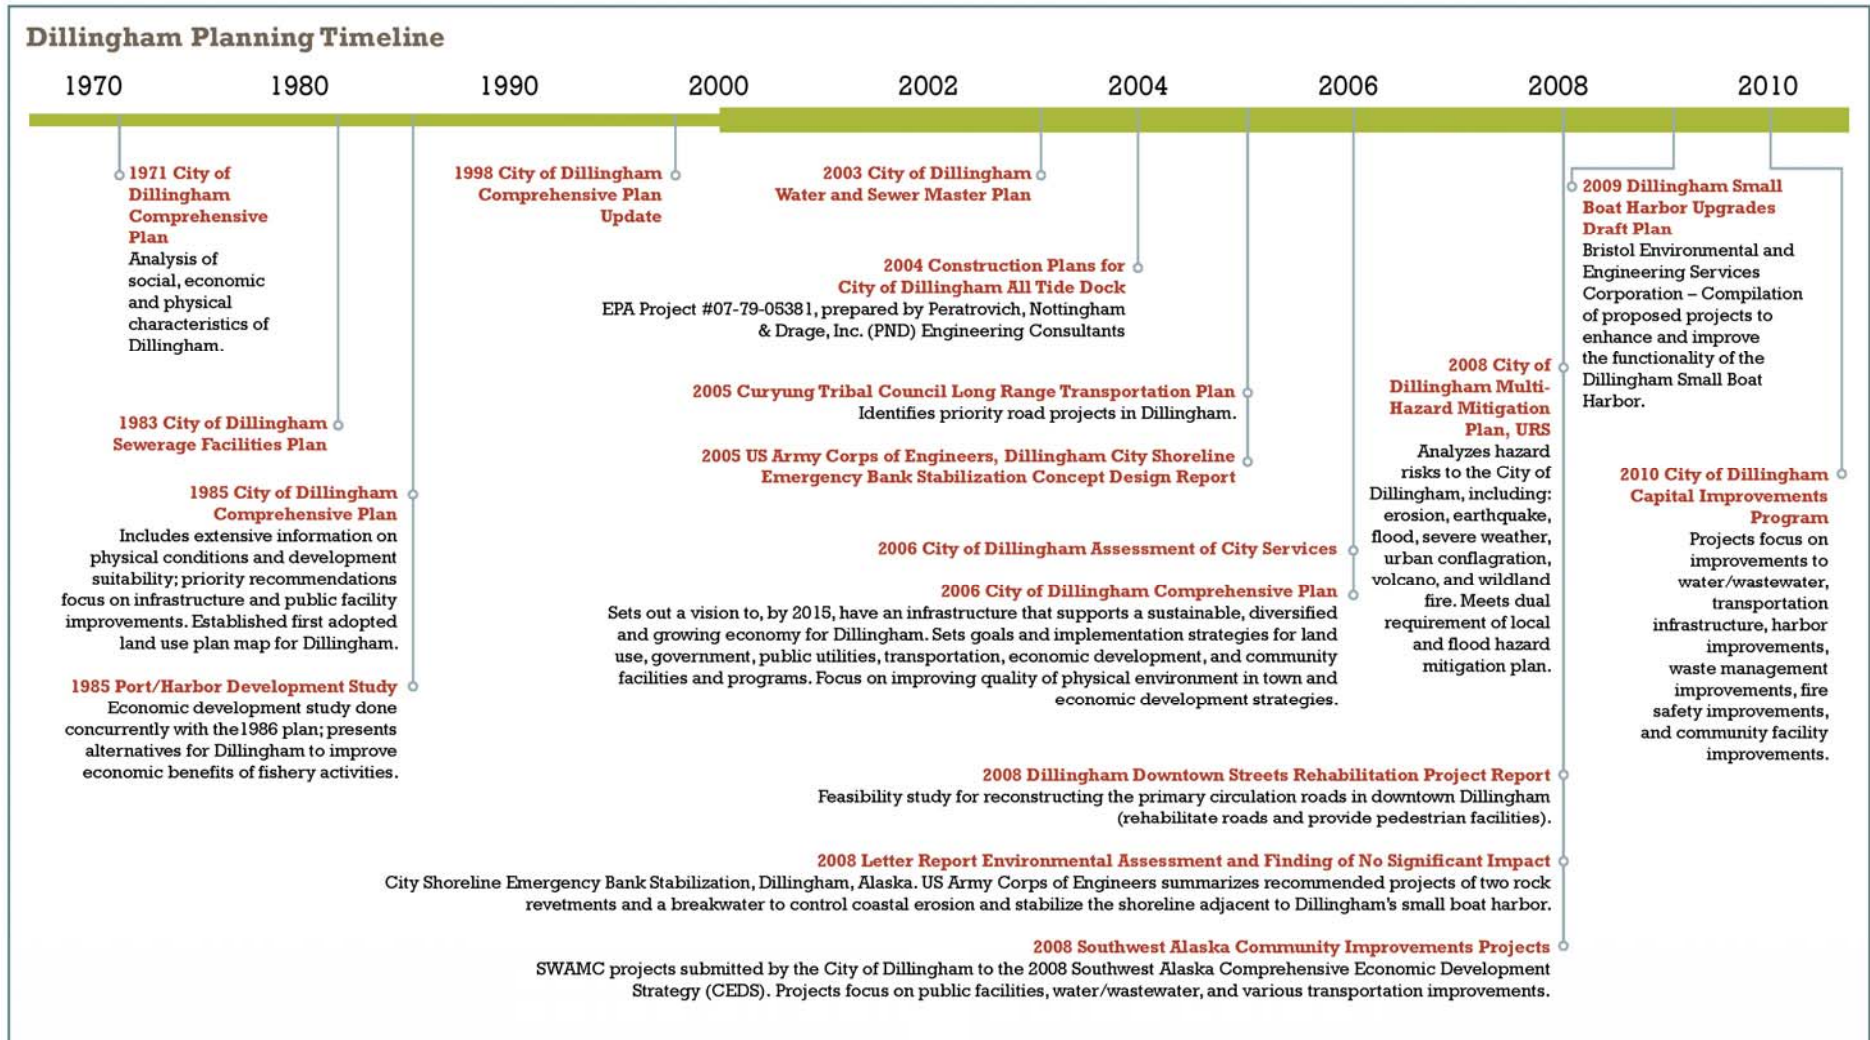 Dillingham Planning Timeline
1970 1980 1990 2000 2002 2004 2006 2008 2010
1971 City of
Dillingham
Comprehensive
Plan
Analysis of
social, economic
and physical
characteristics of
Dillingham.
1983 City of Dillingham
Sewerage Facilities Plan
1985 City of Dillingham
Comprehensive Plan
Includes extensive information on
physical conditions and development
suitability; priority recommendations
focus on infrastructure and public facility
improvements. Established first adopted
land use plan map for Dillingham.
1985 Port/Harbor Development Study
Economic development study done
concurrently with the1986 plan; presents
alternatives for Dillingham to improve
economic benefits of fishery activities.
1998 City of Dillingham
Comprehensive Plan
Update
2003 City of Dillingham
Water and Sewer Master Plan
2004 Construction Plans for
City of Dillingham All Tide Dock
EPA Project #07-79-05381, prepared by Peratrovich, Nottingham
& Drage, Inc. (PND) Engineering Consultants
2005 Curyung Tribal Council Long Range Transportation Plan
Identifies priority road projects in Dillingham.
2005 US Army Corps of Engineers, Dillingham City Shoreline
Emergency Bank Stabilization Concept Design Report
2006 City of Dillingham Assessment of City Services
2006 City of Dillingham Comprehensive Plan
Sets out a vision to, by 2015, have an infrastructure that supports a sustainable, diversified
and growing economy for Dillingham. Sets goals and implementation strategies for land
use, government, public utilities, transportation, economic development, and community
facilities and programs. Focus on improving quality of physical environment in town and
economic development strategies.
2008 City of
Dillingham Multi-
Hazard Mitigation
Plan, URS
Analyzes hazard
risks to the City of
Dillingham, including:
erosion, earthquake,
flood, severe weather,
urban conflagration,
volcano, and wildland
fire. Meets dual
requirement of local
and flood hazard
mitigation plan.
2008 Dillingham Downtown Streets Rehabilitation Project Report
Feasibility study for reconstructing the primary circulation roads in downtown Dillingham
(rehabilitate roads and provide pedestrian facilities).
2008 Letter Report Environmental Assessment and Finding of No Significant Impact
City Shoreline Emergency Bank Stabilization, Dillingham, Alaska. US Army Corps of Engineers summarizes recommended projects of two rock
revetments and a breakwater to control coastal erosion and stabilize the shoreline adjacent to Dillingham's small boat harbor.
2008 Southwest Alaska Community Improvements Projects
SWAMC projects submitted by the City of Dillingham to the 2008 Southwest Alaska Comprehensive Economic Development
Strategy (CEDS). Projects focus on public facilities, water/wastewater, and various transportation improvements.
2009 Dillingham Small
Boat Harbor Upgrades
Draft Plan
Bristol Environmental and
Engineering Services
Corporation – Compilation
of proposed projects to
enhance and improve
the functionality of the
Dillingham Small Boat
Harbor.
2010 City of Dillingham
Capital Improvements
Program
Projects focus on
improvements to
water/wastewater,
transportation
infrastructure, harbor
improvements,
waste management
improvements, fire
safety improvements,
and community facility
improvements.